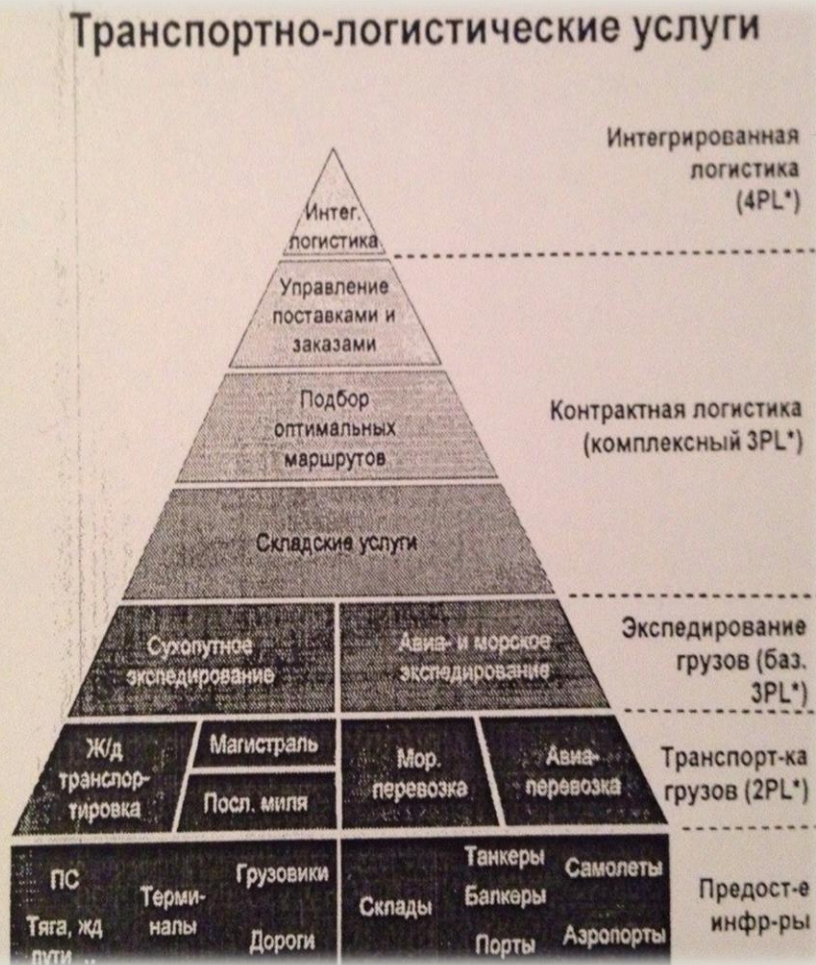 Транспортно-логистические услуги
Интегрированная
логистика
(4PL*)
Интег.
логистика
Управление
поставками и
заказами
Подбор
оптимальных
маршрутов
Контрактная логистика
(комплексный 3PL*)
Складские услуги
Сухопутное
экспедирование
Авиа- и морское
экспедирование
Экспедирование
грузов (баз.
3PL*)
Ж/д
транспор-
тировка
Магистраль
Посл. миля
Мор.
перевозка
Авиа-
перевозка
Транспорт-ка
грузов (2PL*)
ПС
Тяга, жд
пути ..
Терми-
налы
Грузовики
Дороги
Склады
Танкеры
Балкеры
Порты
Самолеты
Аэропорты
Предост-е
инфр-ры